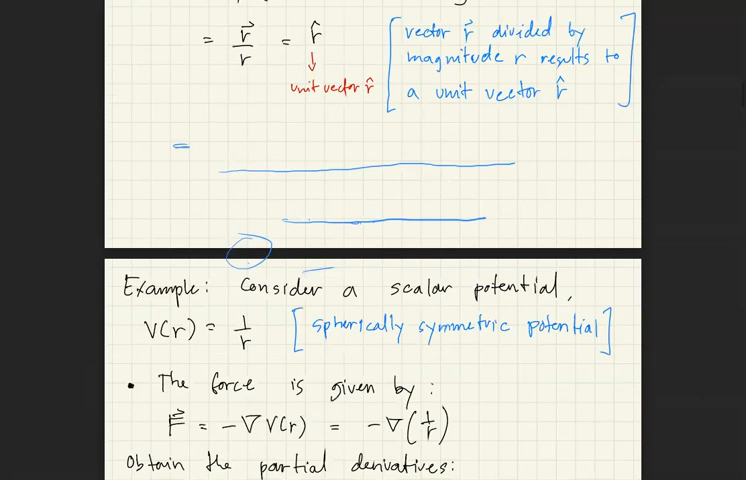 = r⃗/r = r̂ [vector r⃗ divided by
magnitude r results to
a unit vector r̂]
↓
unit vector r̂
=
Example: Consider a scalar potential,
V(r) = 1/r [spherically symmetric potential]
• The force is given by:
F⃗ = -∇V(r) = -∇(1/r)
Obtain the partial derivatives: